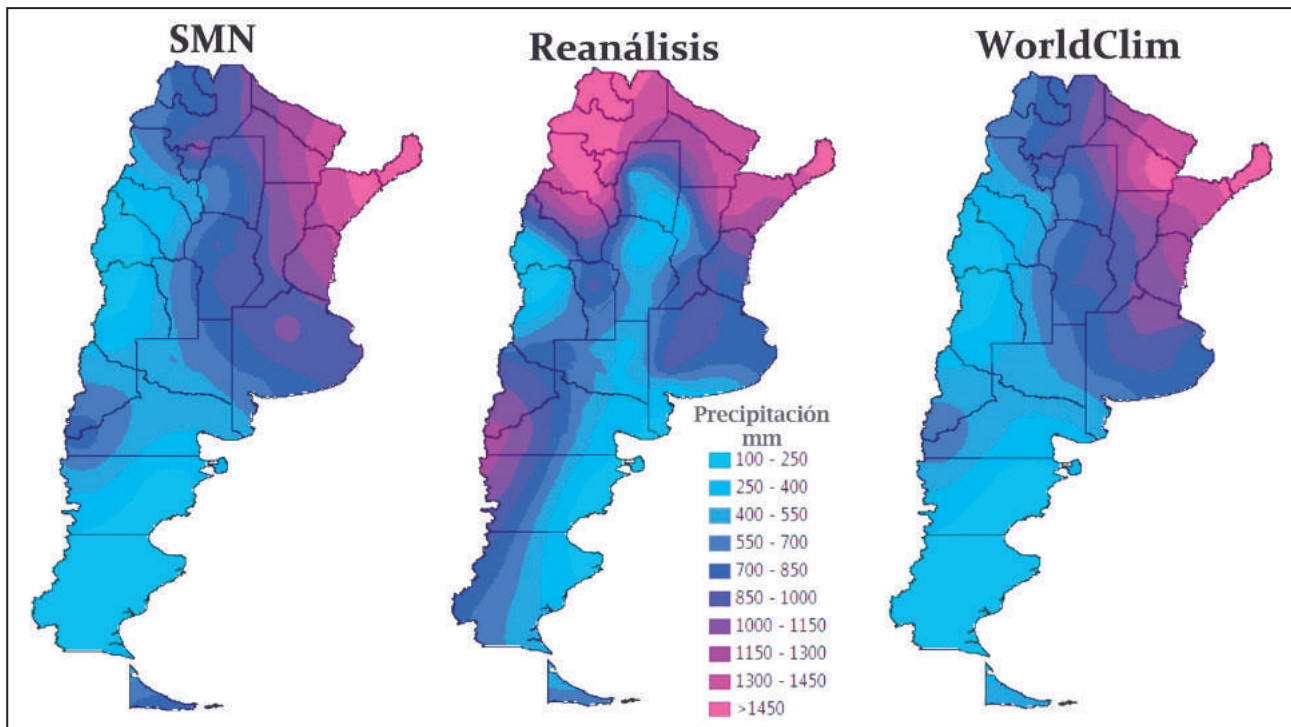 SMN
Reanálisis
WorldClim
Precipitación
mm
100 - 250
250 - 400
400 - 550
550 - 700
700 - 850
850 - 1000
1000 - 1150
1150 - 1300
1300 - 1450
>1450